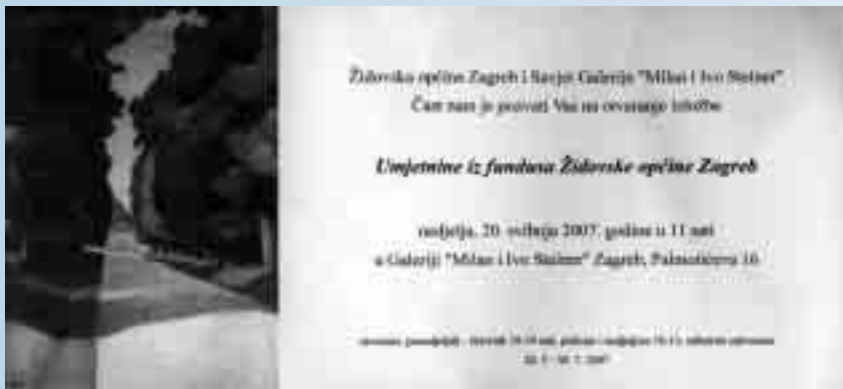 Židovska općina Zagreb i Savjet Galerije "Milan i Ivo Steiner"
Čast nam je pozvati Vas na otvaranje izložbe
Umjetnine iz fundusa Židovske općine Zagreb
nedjelja, 20. svibnja 2007. godine u 11 sati
u Galeriji "Milan i Ivo Steiner" Zagreb, Palmotićeva 16